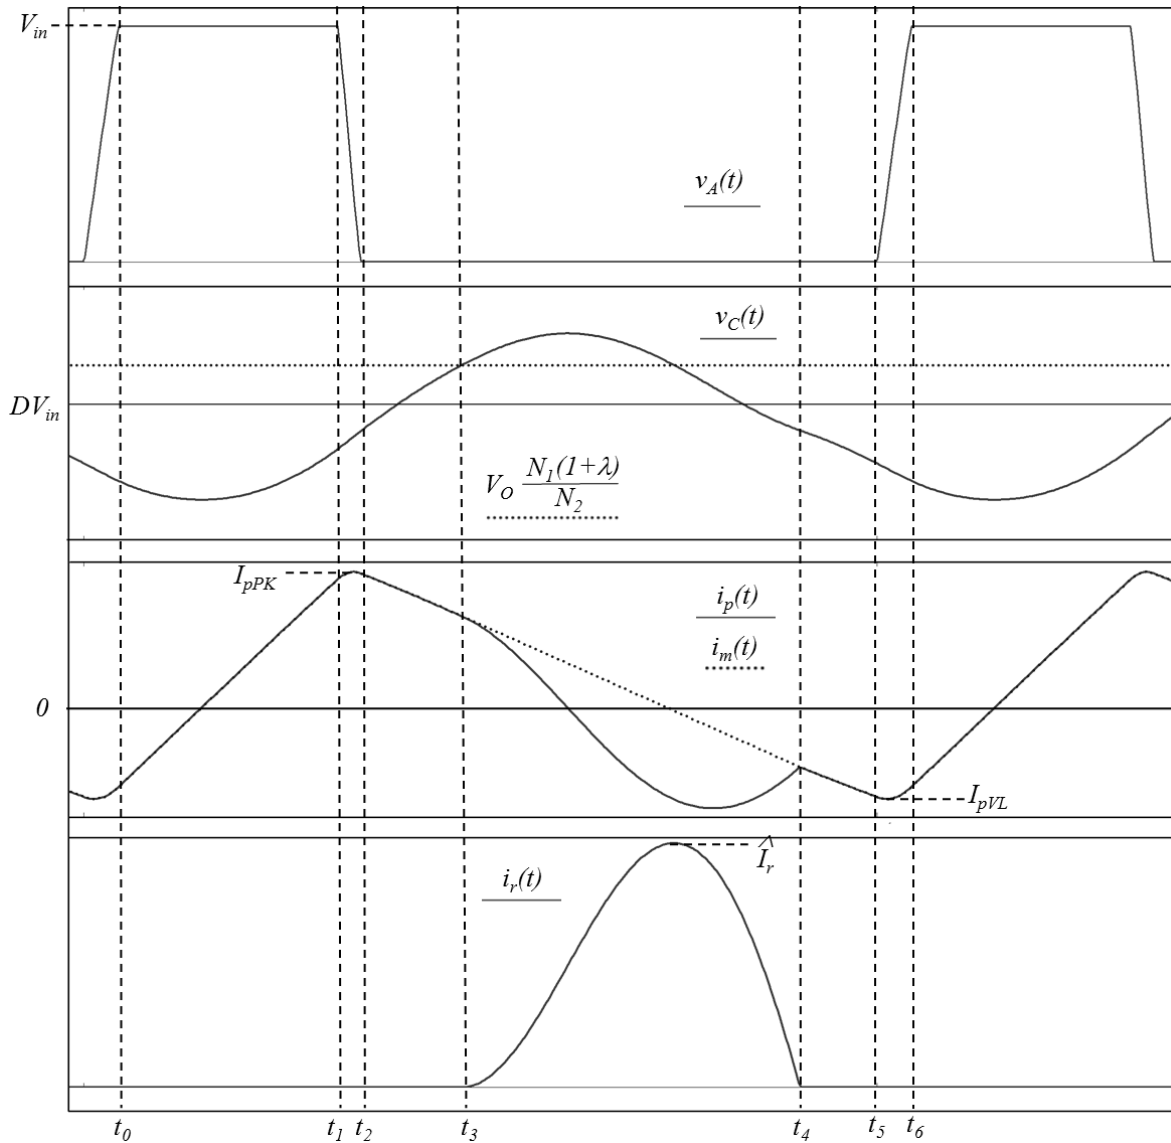 V_in
v_A(t)
v_C(t)
DV_in
V_O N_1(1+λ)
N_2
I_pPK
i_p(t)
i_m(t)
0
I_pVL
i_r(t)
Î_r
t_0 t_1 t_2 t_3 t_4 t_5 t_6